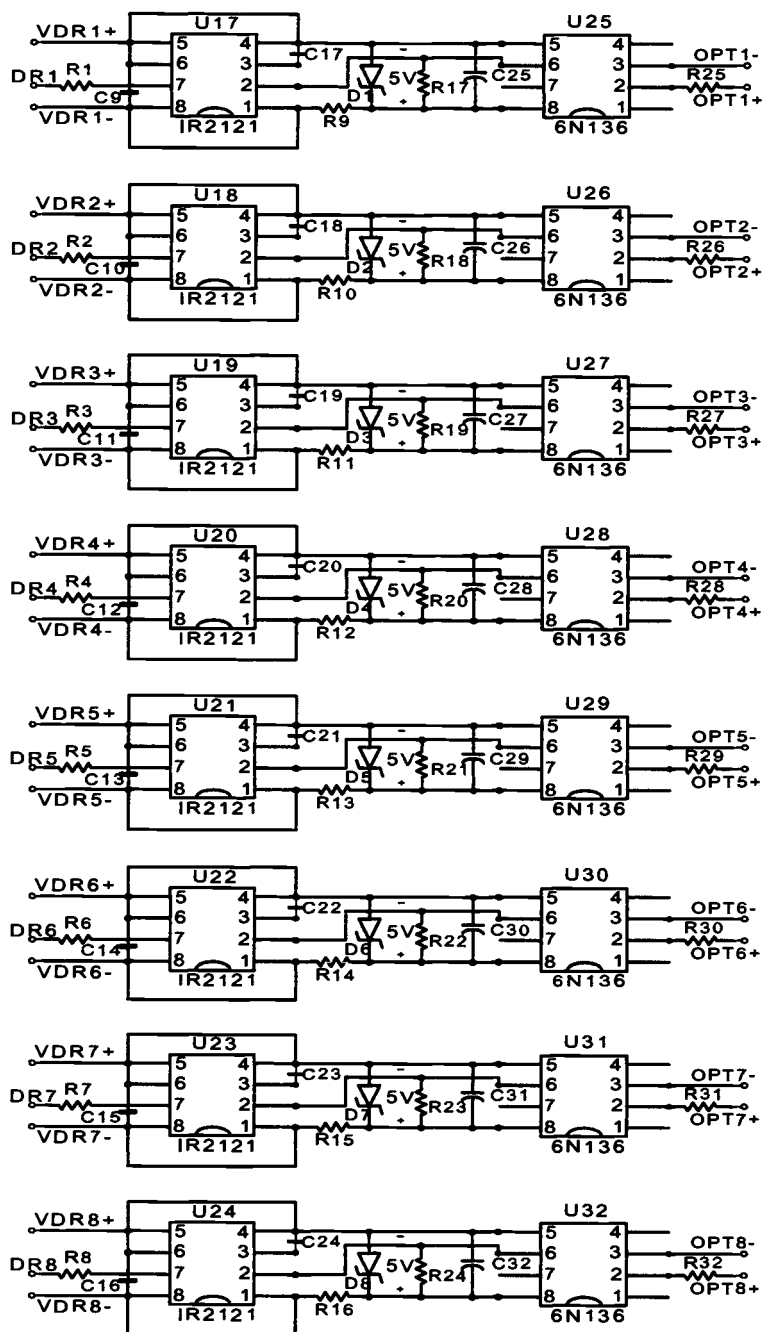 U17 U25
VDR1+ 5 4 C17 - 5 4 OPT1-
6 3 5V 6 3
DR1 R1 7 2 D1 R17 C25 7 2 R25
C9 8 1 + 8 1 OPT1+
VDR1- IR2121 R9 6N136
U18 U26
VDR2+ 5 4 C18 - 5 4 OPT2-
6 3 5V 6 3
DR2 R2 7 2 D2 R18 C26 7 2 R26
C10 8 1 + 8 1 OPT2+
VDR2- IR2121 R10 6N136
U19 U27
VDR3+ 5 4 C19 - 5 4 OPT3-
6 3 5V 6 3
DR3 R3 7 2 D3 R19 C27 7 2 R27
C11 8 1 + 8 1 OPT3+
VDR3- IR2121 R11 6N136
U20 U28
VDR4+ 5 4 C20 - 5 4 OPT4-
6 3 5V 6 3
DR4 R4 7 2 D4 R20 C28 7 2 R28
C12 8 1 + 8 1 OPT4+
VDR4- IR2121 R12 6N136
U21 U29
VDR5+ 5 4 C21 - 5 4 OPT5-
6 3 5V 6 3
DR5 R5 7 2 D5 R21 C29 7 2 R29
C13 8 1 + 8 1 OPT5+
VDR5- IR2121 R13 6N136
U22 U30
VDR6+ 5 4 C22 - 5 4 OPT6-
6 3 5V 6 3
DR6 R6 7 2 D6 R22 C30 7 2 R30
C14 8 1 + 8 1 OPT6+
VDR6- IR2121 R14 6N136
U23 U31
VDR7+ 5 4 C23 - 5 4 OPT7-
6 3 5V 6 3
DR7 R7 7 2 D7 R23 C31 7 2 R31
C15 8 1 + 8 1 OPT7+
VDR7- IR2121 R15 6N136
U24 U32
VDR8+ 5 4 C24 - 5 4 OPT8-
6 3 5V 6 3
DR8 R8 7 2 D8 R24 C32 7 2 R32
C16 8 1 + 8 1 OPT8+
VDR8- IR2121 R16 6N136